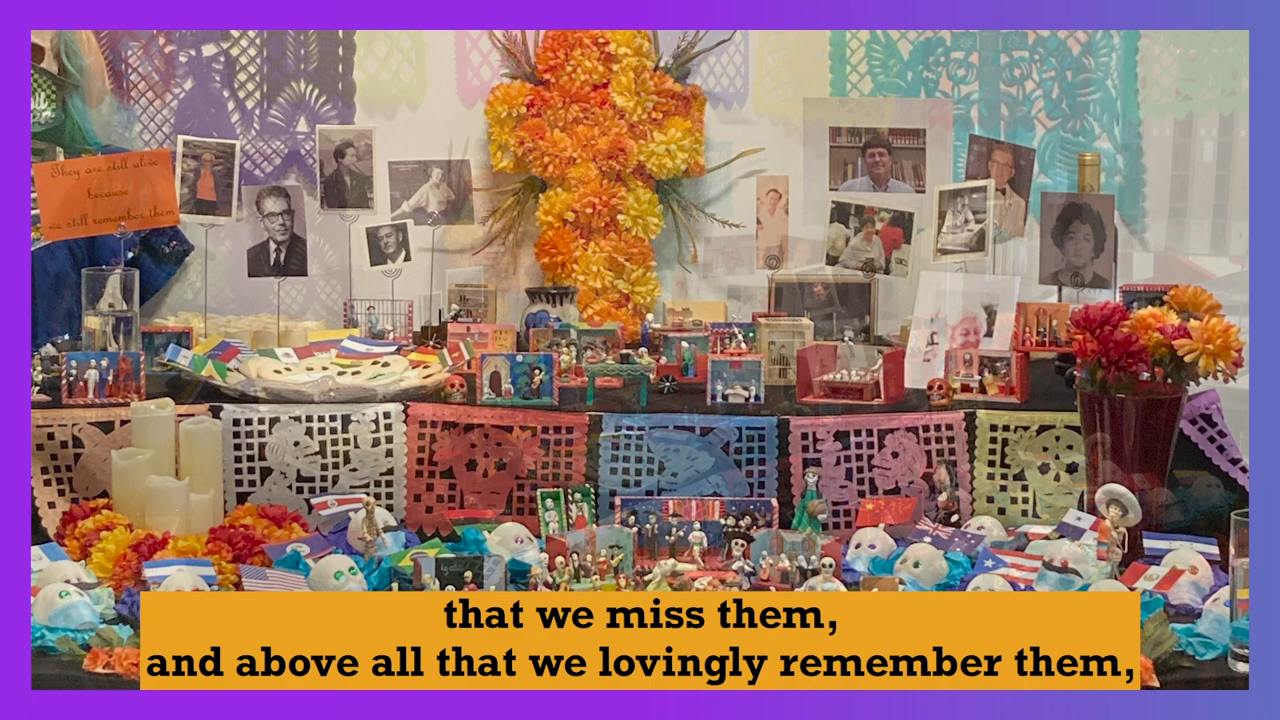 They are still alive
because
we still remember them
that we miss them,
and above all that we lovingly remember them,